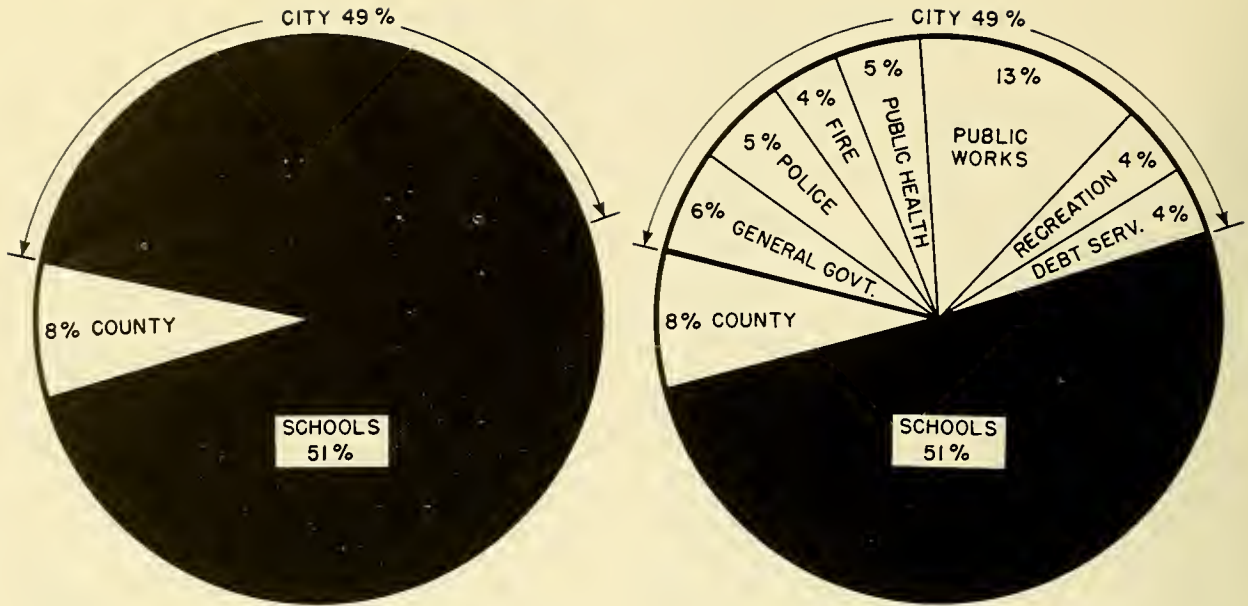 CITY 49%
8% COUNTY
SCHOOLS
51%
CITY 49%
6% GENERAL GOVT.
5% POLICE
4% FIRE
5% PUBLIC HEALTH
13%
PUBLIC
WORKS
RECREATION 4%
DEBT SERV. 4%
8% COUNTY
SCHOOLS
51%